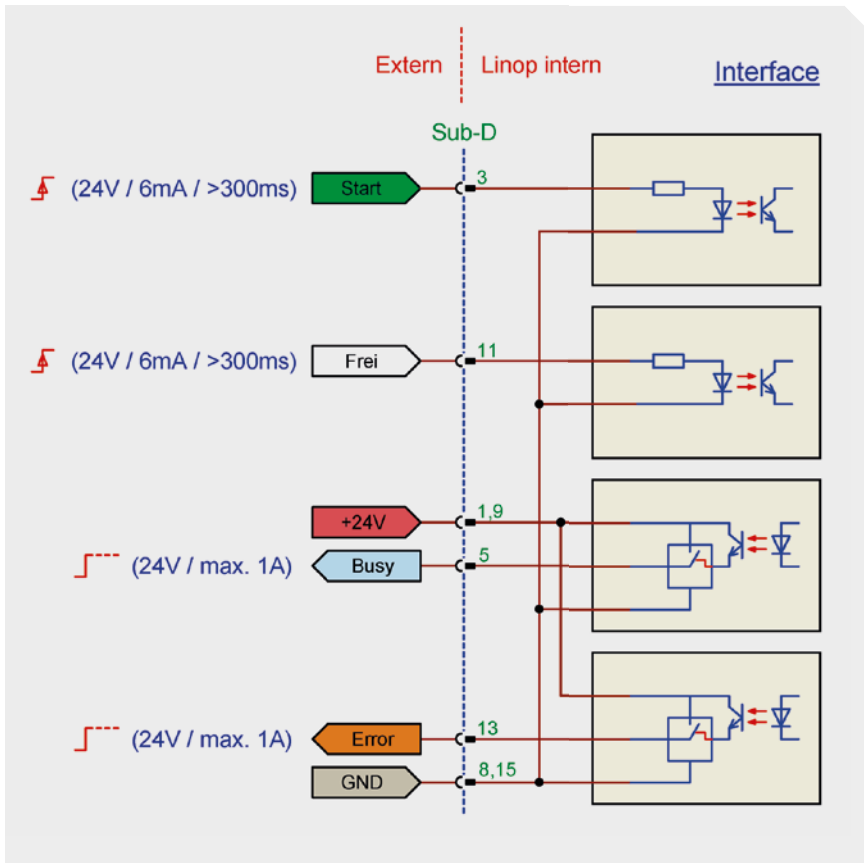 Extern Linop intern
Interface
Sub-D
(24V / 6mA / >300ms) Start 3
(24V / 6mA / >300ms) Frei 11
+24V 1,9
(24V / max. 1A) Busy 5
(24V / max. 1A) Error 13
GND 8,15